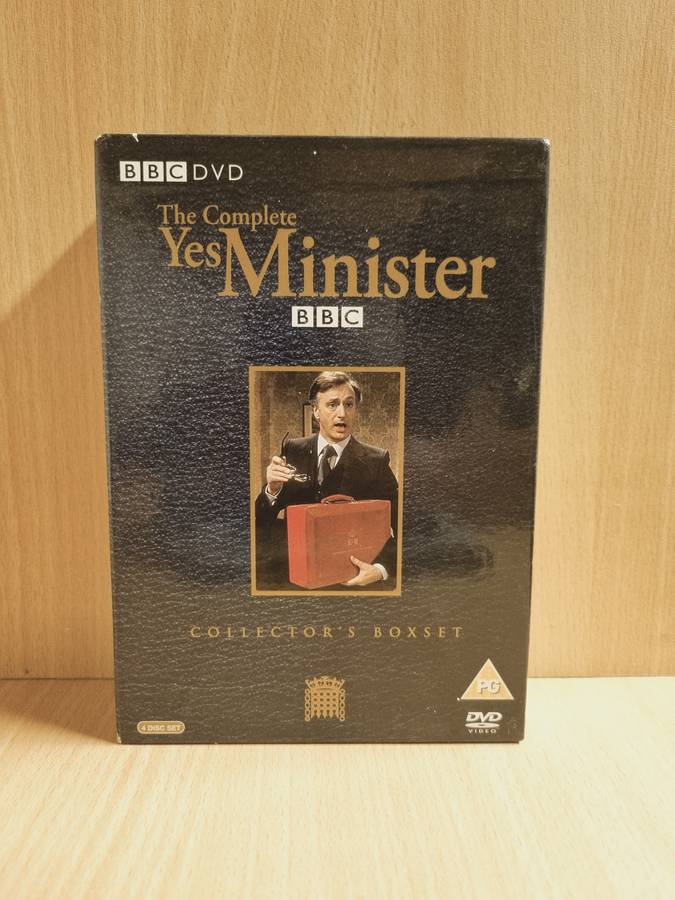 BBC DVD
The Complete
Yes Minister
BBC
COLLECTOR'S BOXSET
PG
4 DISC SET
DVD
VIDEO